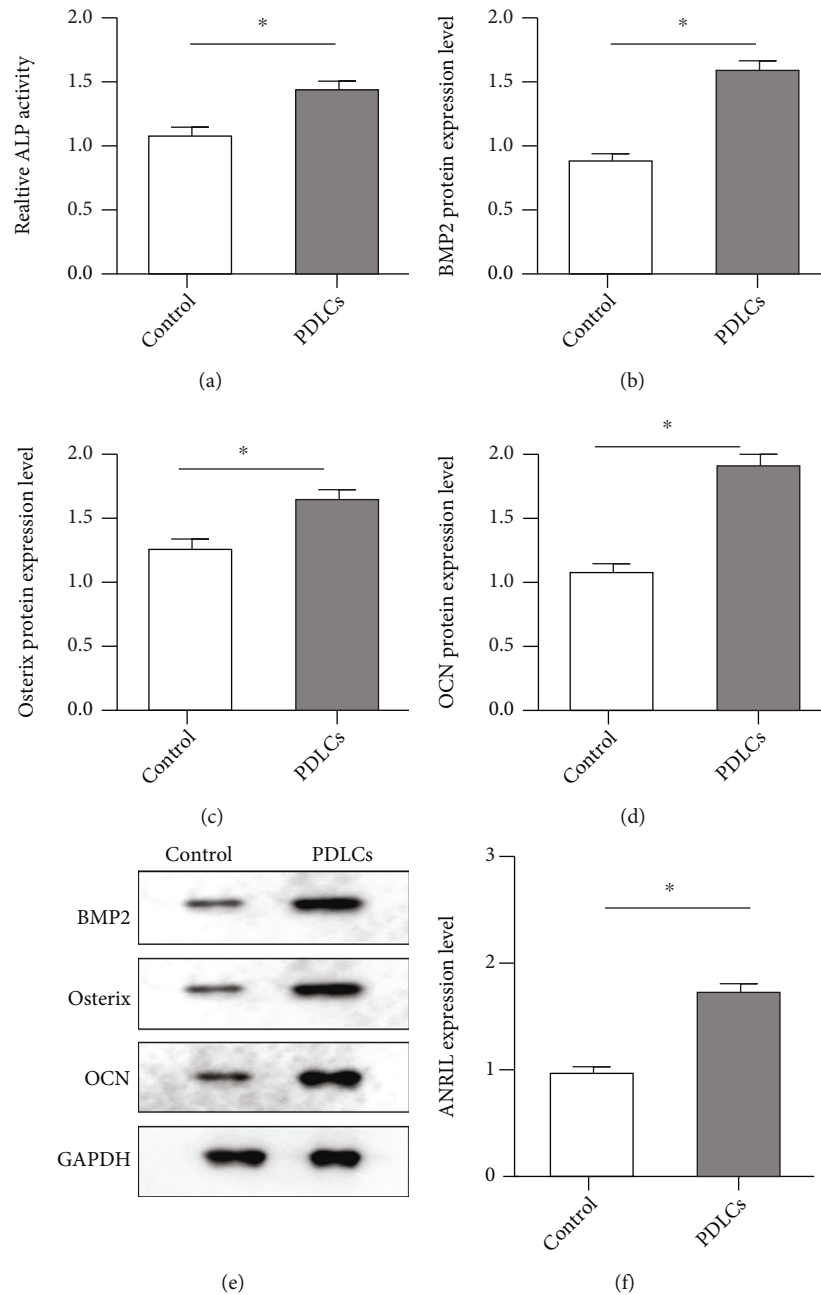 Realtive ALP activity
2.0
1.5
1.0
0.5
0.0
*
Control
PDLCs
(a)
BMP2 protein expression level
2.0
1.5
1.0
0.5
0.0
*
Control
PDLCs
(b)
Osterix protein expression level
2.0
1.5
1.0
0.5
0.0
*
Control
PDLCs
(c)
OCN protein expression level
2.0
1.5
1.0
0.5
0.0
*
Control
PDLCs
(d)
Control PDLCs
BMP2
Osterix
OCN
GAPDH
(e)
ANRIL expression level
3
2
1
0
*
Control
PDLCs
(f)